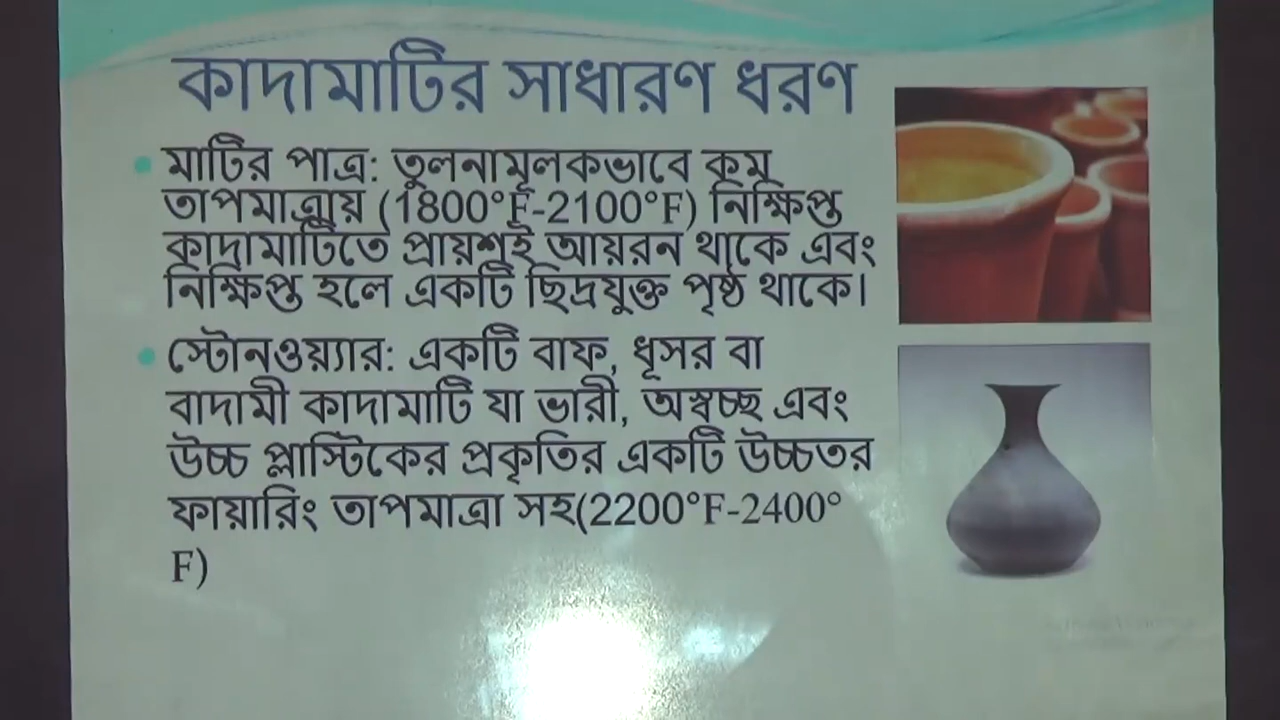 কাদামাটির সাধারণ ধরণ
মাটির পাত্র: তুলনামূলকভাবে কম
তাপমাত্রায় (1800°F-2100°F) নিক্ষিপ্ত
কাদামাটিতে প্রায়শই আয়রন থাকে এবং
নিক্ষিপ্ত হলে একটি ছিদ্রযুক্ত পৃষ্ঠ থাকে।
স্টোনওয়্যার: একটি বাফ, ধূসর বা
বাদামী কাদামাটি যা ভারী, অস্বচ্ছ এবং
উচ্চ প্লাস্টিকের প্রকৃতির একটি উচ্চতর
ফায়ারিং তাপমাত্রা সহ(2200°F-2400°
F)